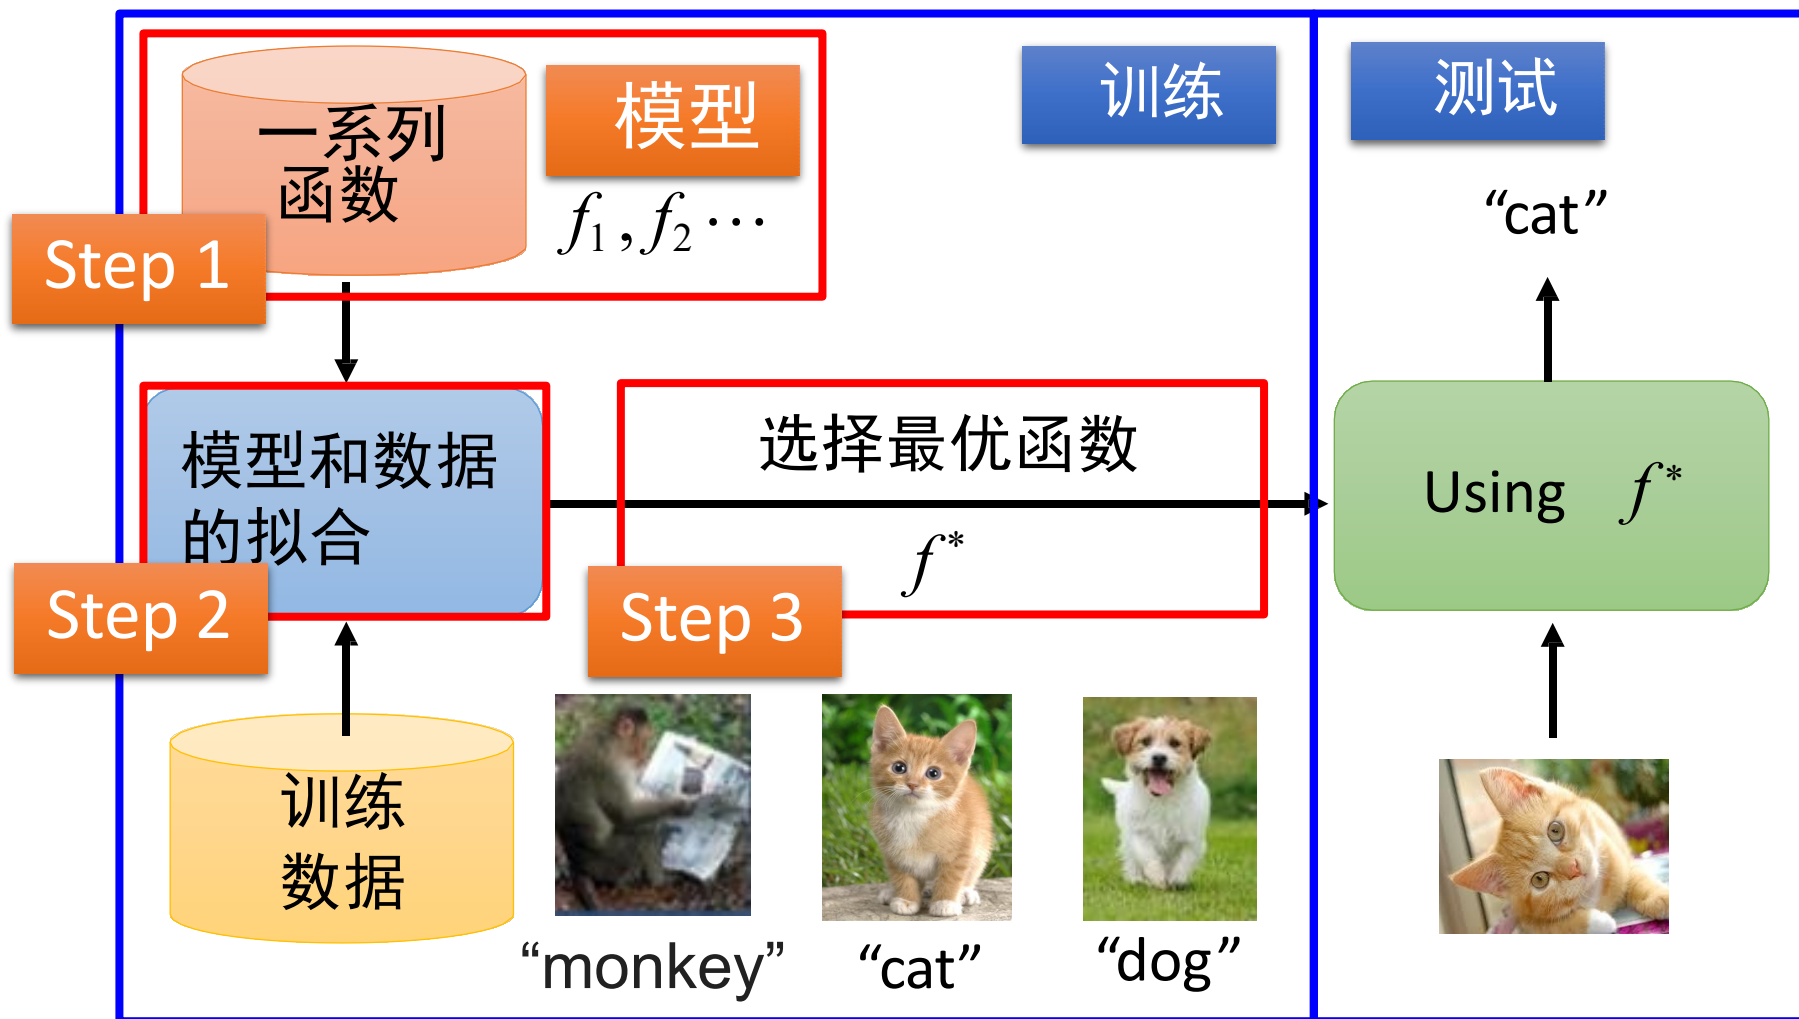 一系列
函数
模型
f₁, f₂ ⋯
训练
测试
Step 1
“cat”
模型和数据
的拟合
选择最优函数
f*
Using f*
Step 2
Step 3
训练
数据
“monkey”
“cat”
“dog”